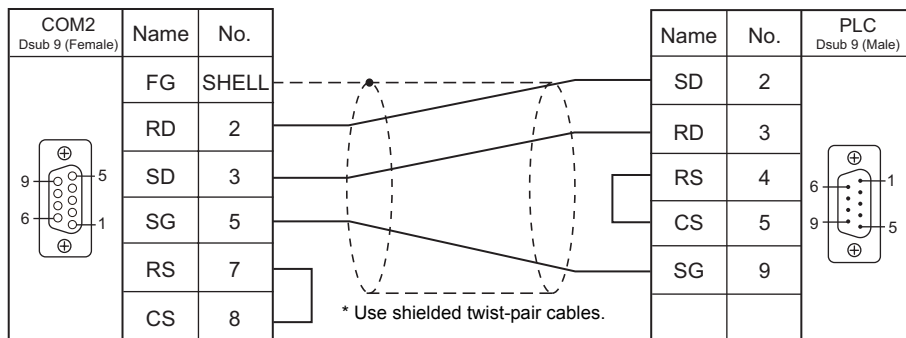 COM2
Dsub 9 (Female)
Name No.
FG SHELL
RD 2
SD 3
SG 5
RS 7
CS 8
9
5
6
1
* Use shielded twist-pair cables.
Name No.
PLC
Dsub 9 (Male)
SD 2
RD 3
RS 4
CS 5
SG 9
6
1
9
5